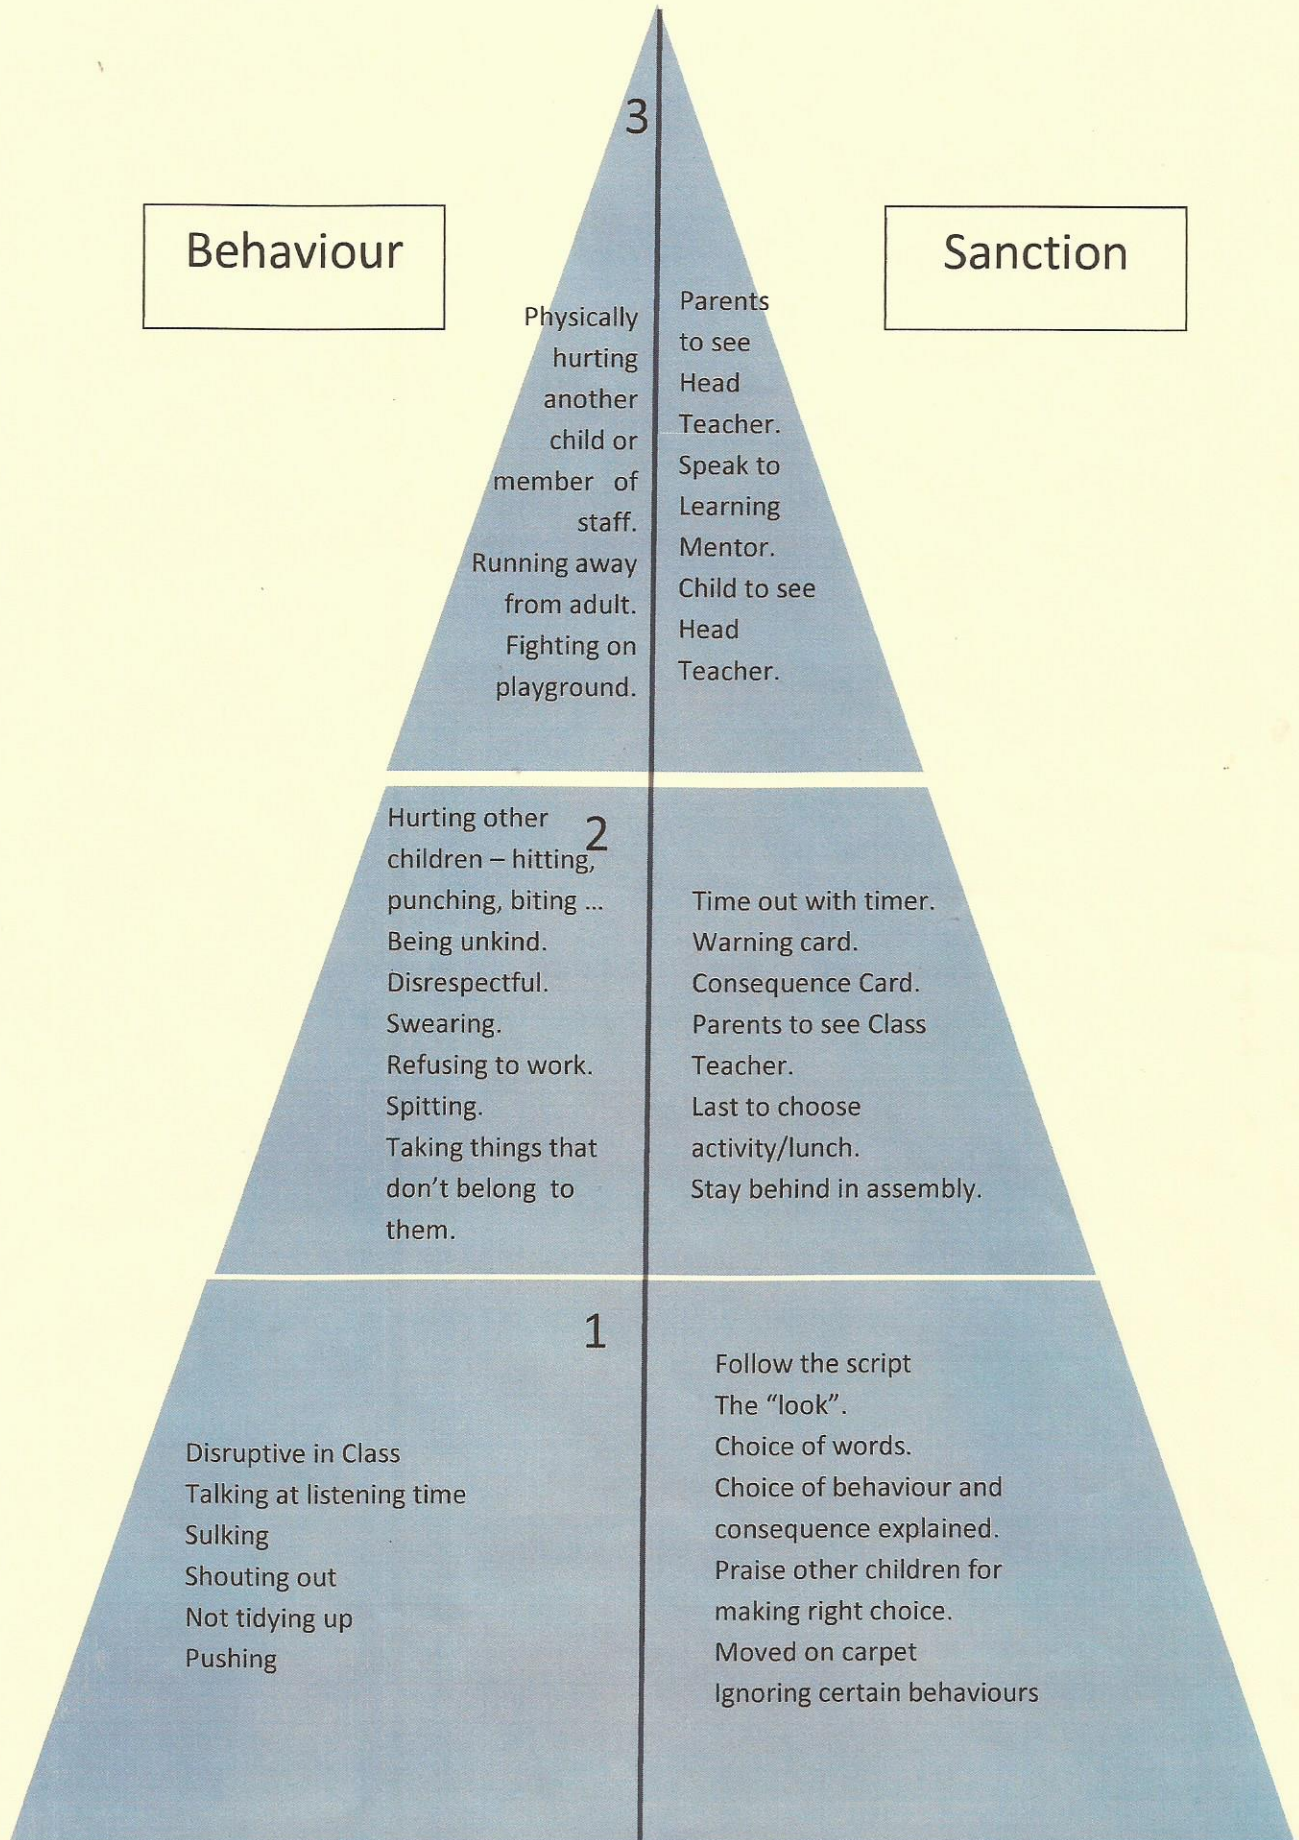 3
Behaviour
Sanction
Physically
hurting
another
child or
member of
staff.
Running away
from adult.
Fighting on
playground.
Parents
to see
Head
Teacher.
Speak to
Learning
Mentor.
Child to see
Head
Teacher.
2
Hurting other
children – hitting,
punching, biting ...
Being unkind.
Disrespectful.
Swearing.
Refusing to work.
Spitting.
Taking things that
don't belong to
them.
Time out with timer.
Warning card.
Consequence Card.
Parents to see Class
Teacher.
Last to choose
activity/lunch.
Stay behind in assembly.
1
Disruptive in Class
Talking at listening time
Sulking
Shouting out
Not tidying up
Pushing
Follow the script
The “look”.
Choice of words.
Choice of behaviour and
consequence explained.
Praise other children for
making right choice.
Moved on carpet
Ignoring certain behaviours